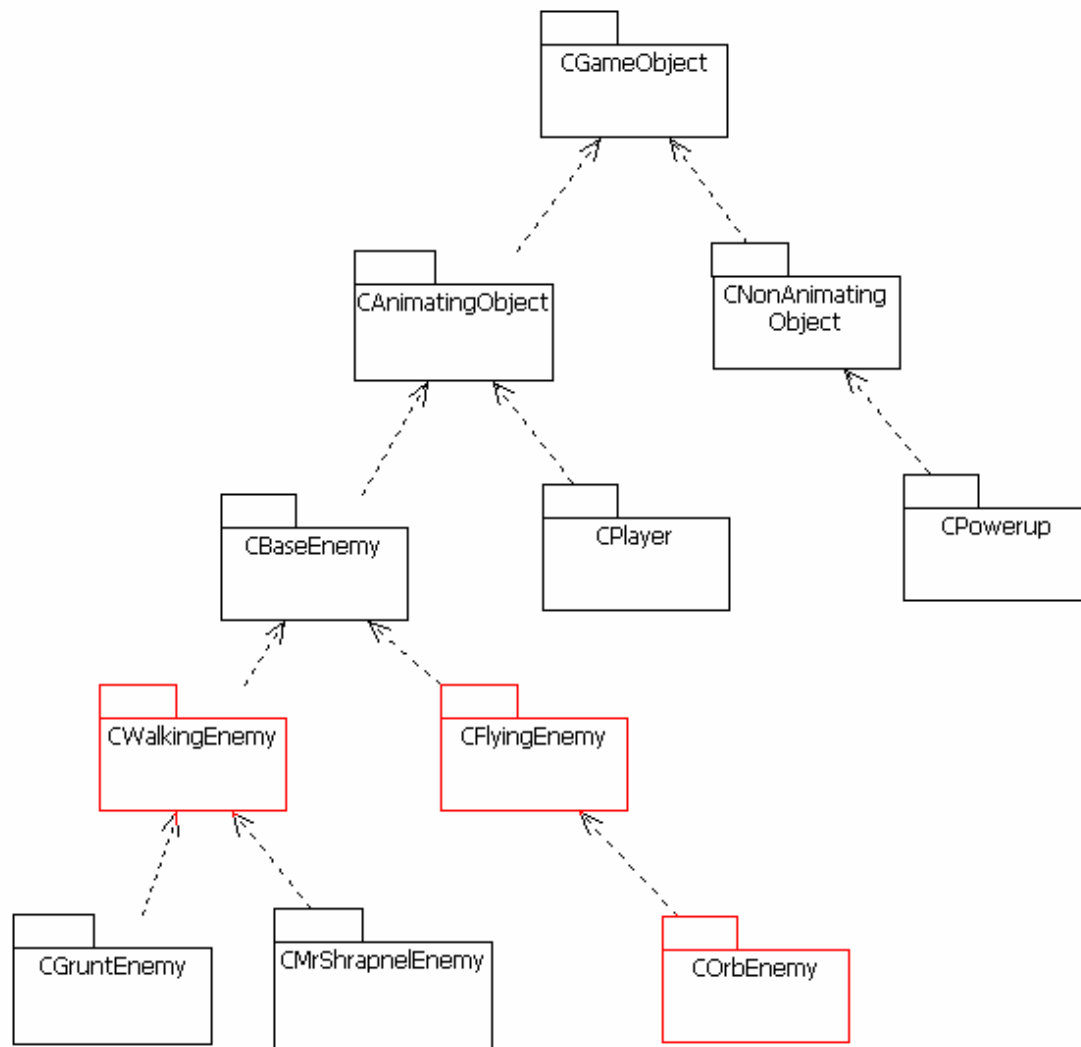 CGameObject
CAnimatingObject
CNonAnimating
Object
CBaseEnemy
CPlayer
CPowerup
CWalkingEnemy
CFlyingEnemy
CGruntEnemy
CMrShrapnelEnemy
COrbEnemy